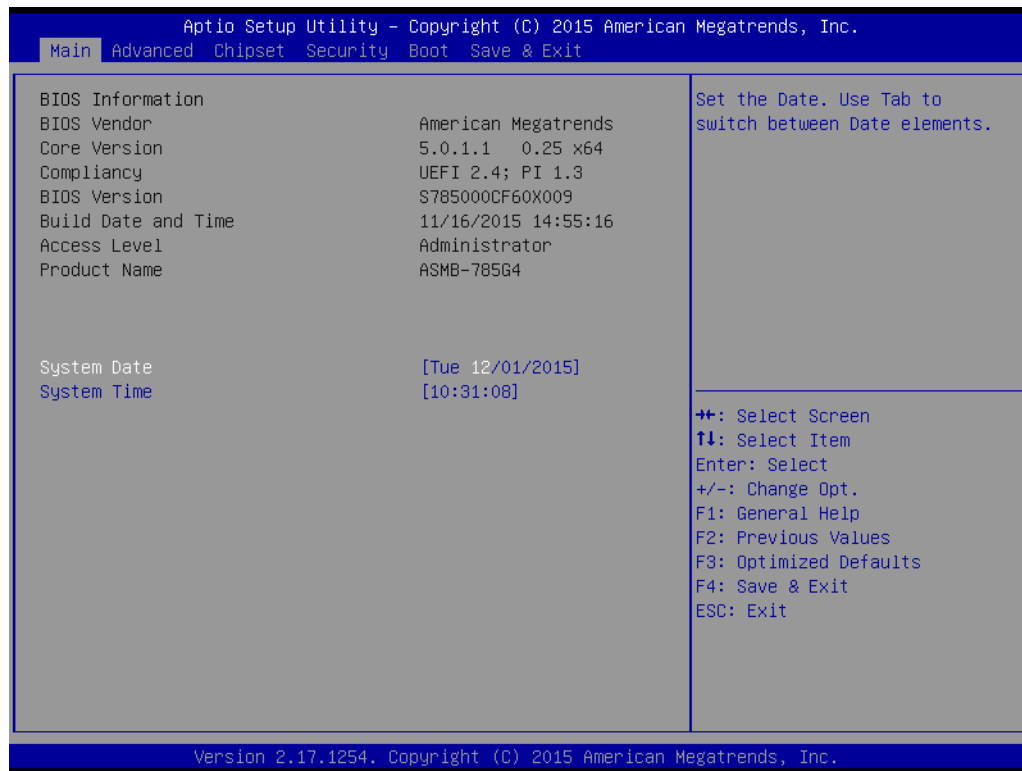 Aptio Setup Utility – Copyright (C) 2015 American Megatrends, Inc.
Main Advanced Chipset Security Boot Save & Exit
BIOS Information
BIOS Vendor American Megatrends
Core Version 5.0.1.1 0.25 x64
Compliancy UEFI 2.4; PI 1.3
BIOS Version S785000CF60X009
Build Date and Time 11/16/2015 14:55:16
Access Level Administrator
Product Name ASMB-785G4
System Date [Tue 12/01/2015]
System Time [10:31:08]
Set the Date. Use Tab to
switch between Date elements.
→←: Select Screen
↑↓: Select Item
Enter: Select
+/-: Change Opt.
F1: General Help
F2: Previous Values
F3: Optimized Defaults
F4: Save & Exit
ESC: Exit
Version 2.17.1254. Copyright (C) 2015 American Megatrends, Inc.